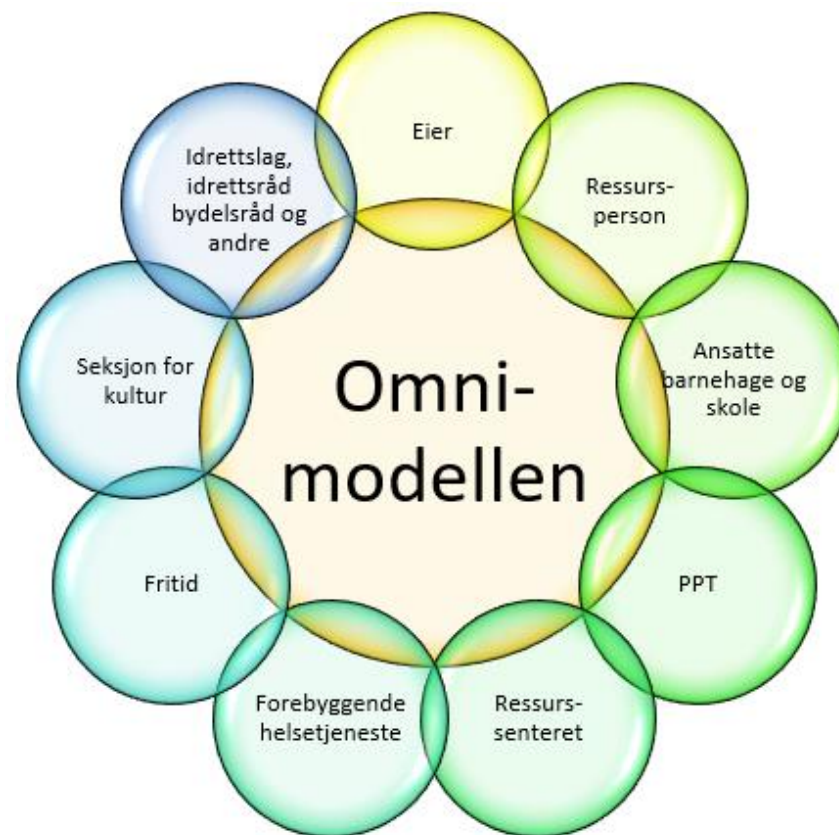 Eier
Ressurs-
person
Ansatte
barnehage og
skole
PPT
Ressurs-
senteret
Forebyggende
helsetjeneste
Fritid
Seksjon for
kultur
Idrettslag,
idrettsråd
bydelsråd og
andre
Omni-
modellen